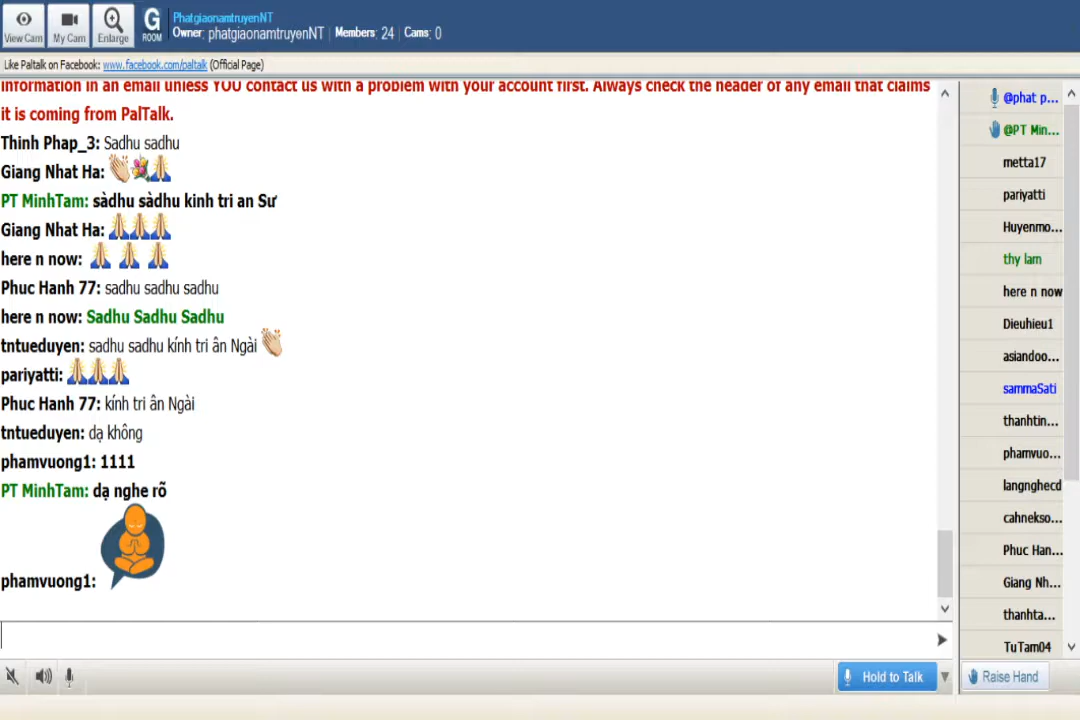 View Cam
My Cam
Enlarge
G
ROOM
PhatgiaonamtruyenNT
Owner: phatgiaonamtruyenNT | Members: 24 | Cams: 0
Like Paltalk on Facebook: www.facebook.com/paltalk (Official Page)
information in an email unless YOU contact us with a problem with your account first. Always check the header of any email that claims
it is coming from PalTalk.
Thinh Phap_3: Sadhu sadhu
Giang Nhat Ha:
PT MinhTam: sàdhu sàdhu kinh tri an Sư
Giang Nhat Ha:
here n now:
Phuc Hanh 77: sadhu sadhu sadhu
here n now: Sadhu Sadhu Sadhu
tntueduyen: sadhu sadhu kính tri ân Ngài
pariyatti:
Phuc Hanh 77: kính tri ân Ngài
tntueduyen: dạ không
phamvuong1: 1111
PT MinhTam: dạ nghe rõ
phamvuong1:
@phat p...
@PT Min...
metta17
pariyatti
Huyenmo...
thy lam
here n now
Dieuhieu1
asiandoo...
sammaSati
thanhtin...
phamvuo...
langnghecd
cahnekso...
Phuc Han...
Giang Nh...
thanhta...
TuTam04
Hold to Talk
Raise Hand